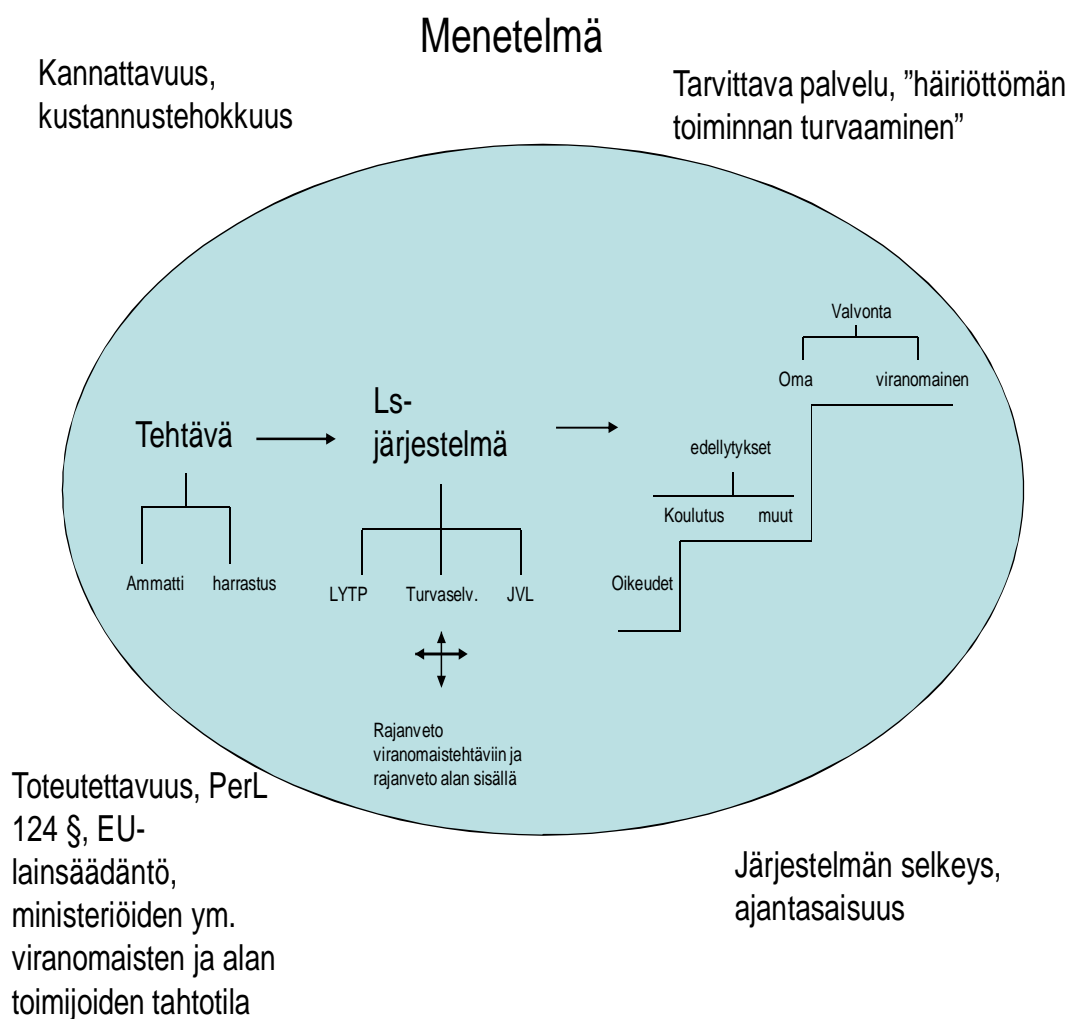 Menetelmä
Kannattavuus,
kustannustehokkuus
Tarvittava palvelu, ”häiriöttömän
toiminnan turvaaminen”
Valvonta
Oma viranomainen
Tehtävä
Ls-
järjestelmä
edellytykset
Koulutus muut
Ammatti harrastus
LYTP Turvaselv. JVL
Oikeudet
Rajanveto
viranomaistehtäviin ja
rajanveto alan sisällä
Toteutettavuus, PerL
124 §, EU-
lainsäädäntö,
ministeriöiden ym.
viranomaisten ja alan
toimijoiden tahtotila
Järjestelmän selkeys,
ajantasaisuus